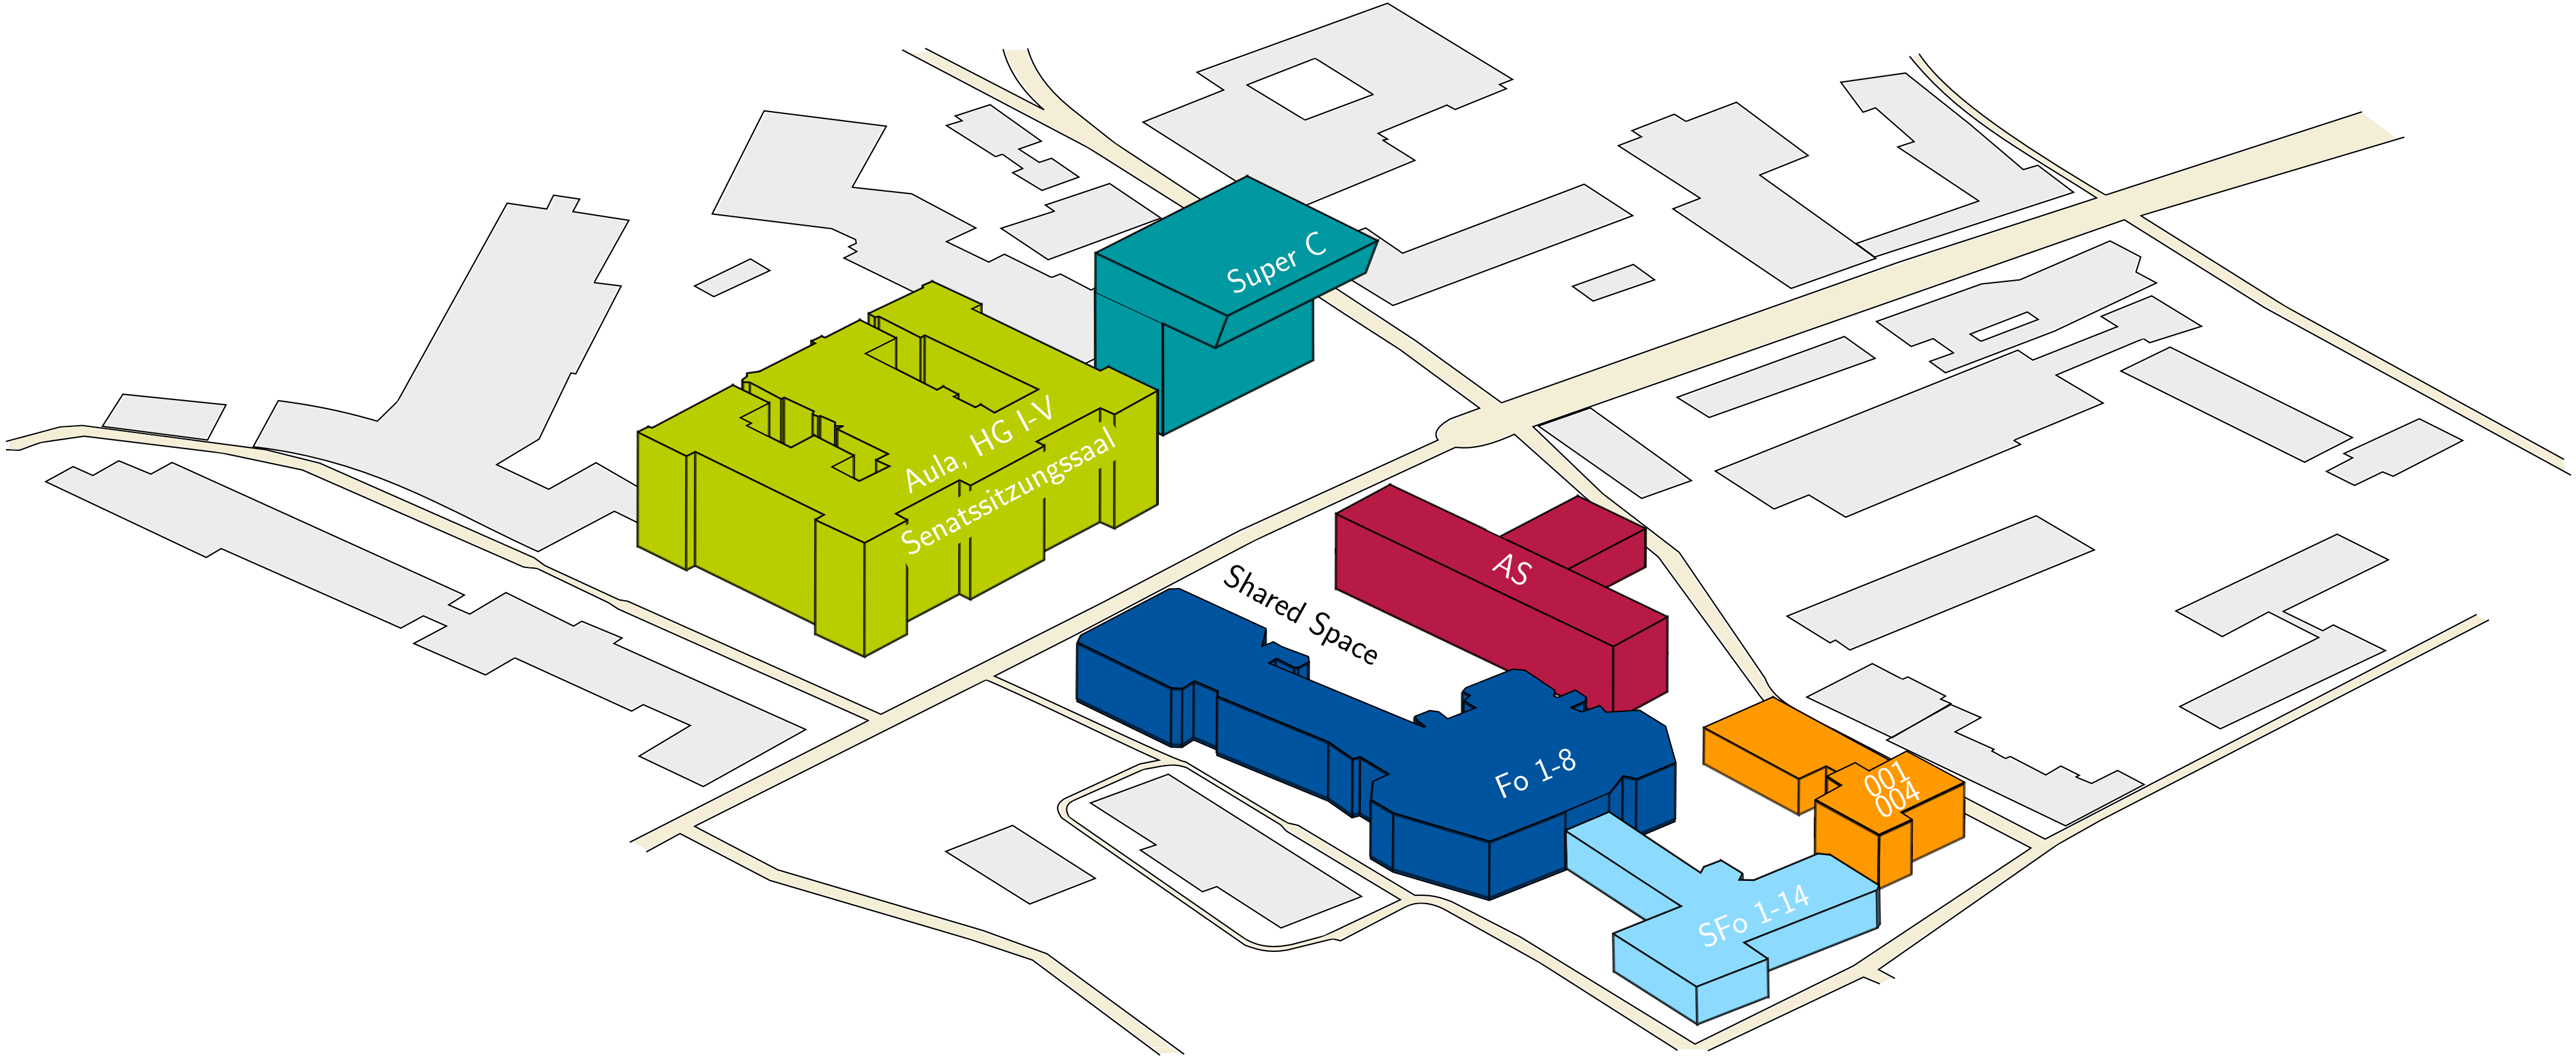 Super C
Aula, HG I-V
Senatssitzungssaal
AS
Shared Space
Fo 1-8
001
004
SFo 1-14